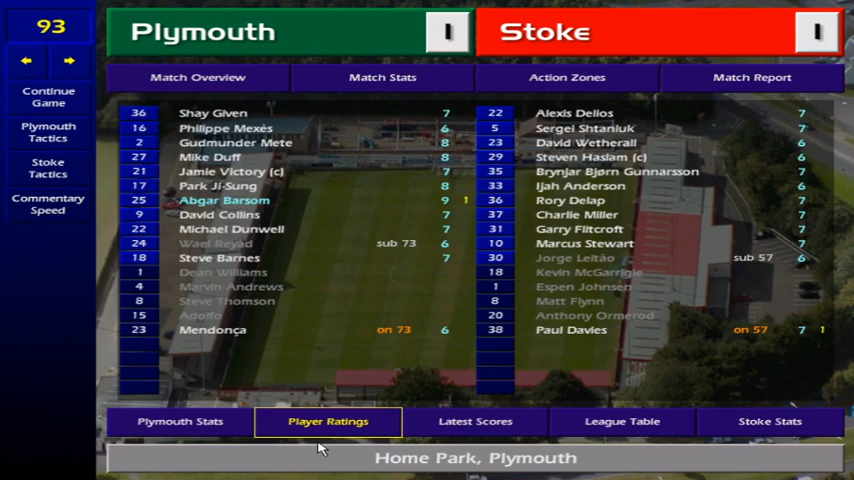 93
Plymouth 1 Stoke 1
Match Overview Match Stats Action Zones Match Report
Continue Game
Plymouth Tactics
Stoke Tactics
Commentary Speed
36 Shay Given 7 22 Alexis Delios 7
16 Philippe Mexès 6 5 Sergei Shtaniuk 7
2 Gudmunder Mete 8 23 David Wetherall 6
27 Mike Duff 8 29 Steven Haslam (c) 6
21 Jamie Victory (c) 7 35 Brynjar Bjørn Gunnarsson 7
17 Park Ji-Sung 8 33 Ijah Anderson 6
25 Abgar Barsom 9 1 36 Rory Delap 7
9 David Collins 7 37 Charlie Miller 7
22 Michael Dunwell 7 31 Garry Flitcroft 7
24 Wael Reyad sub 73 6 10 Marcus Stewart 7
18 Steve Barnes 7 30 Jorge Leitão sub 57 6
1 Dean Williams 18 Kevin McGarrigle
4 Marvin Andrews 1 Espen Johnsen
8 Steve Thomson 8 Matt Flynn
15 Adolfo 20 Anthony Ormerod
23 Mendonça on 73 6 38 Paul Davies on 57 7 1
Plymouth Stats Player Ratings Latest Scores League Table Stoke Stats
Home Park, Plymouth